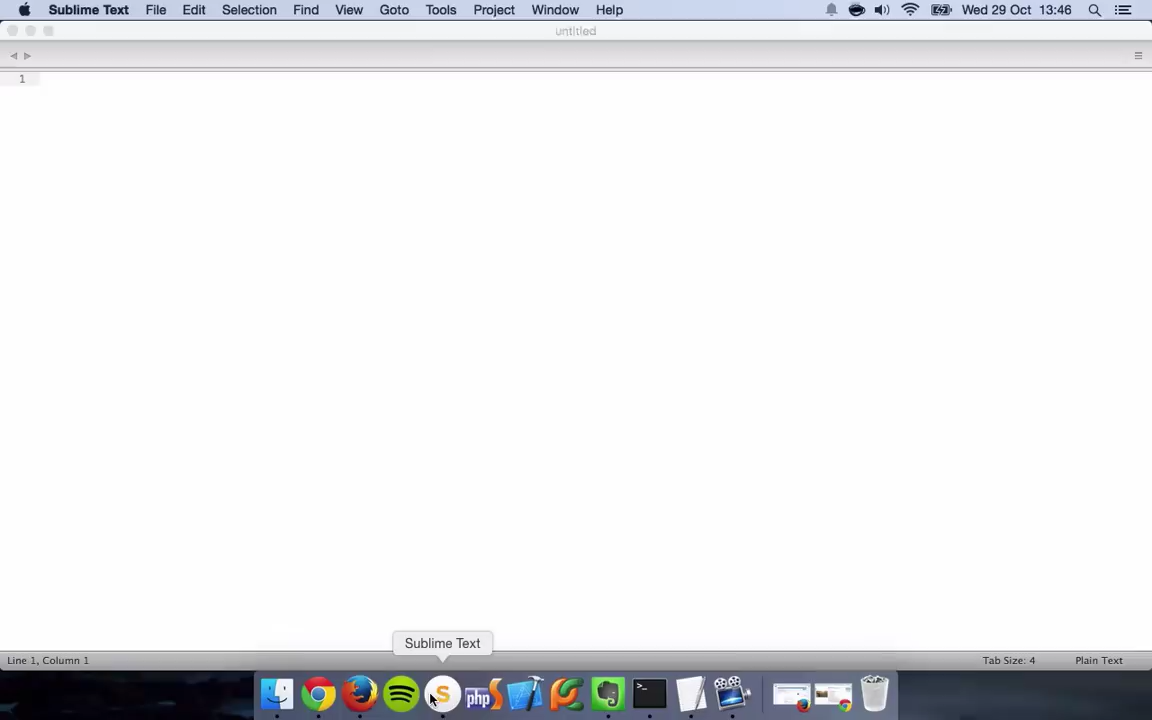 Sublime Text File Edit Selection Find View Goto Tools Project Window Help Wed 29 Oct 13:46
untitled
1
Sublime Text
Line 1, Column 1 Tab Size: 4 Plain Text
S php >_